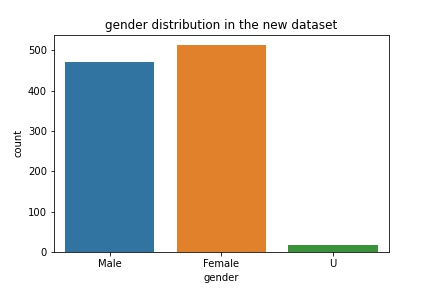 gender distribution in the new dataset
500
400
300
200
100
0
count
Male Female U
gender